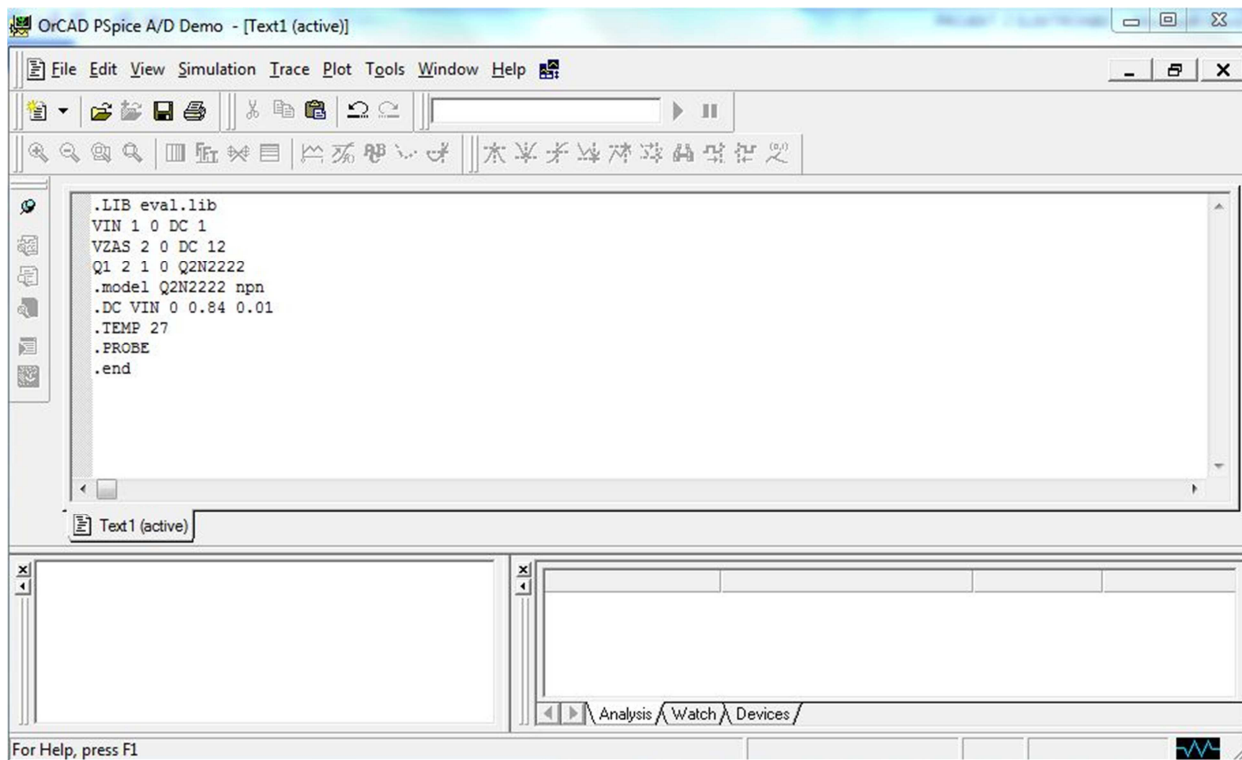 OrCAD PSpice A/D Demo - [Text1 (active)]
File Edit View Simulation Trace Plot Tools Window Help
.LIB eval.lib
VIN 1 0 DC 1
VZAS 2 0 DC 12
Q1 2 1 0 Q2N2222
.model Q2N2222 npn
.DC VIN 0 0.84 0.01
.TEMP 27
.PROBE
.end
Text1 (active)
Analysis Watch Devices
For Help, press F1